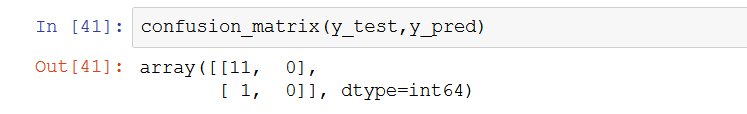 In [41]: confusion_matrix(y_test,y_pred)
Out[41]: array([[11,  0],
       [ 1,  0]], dtype=int64)